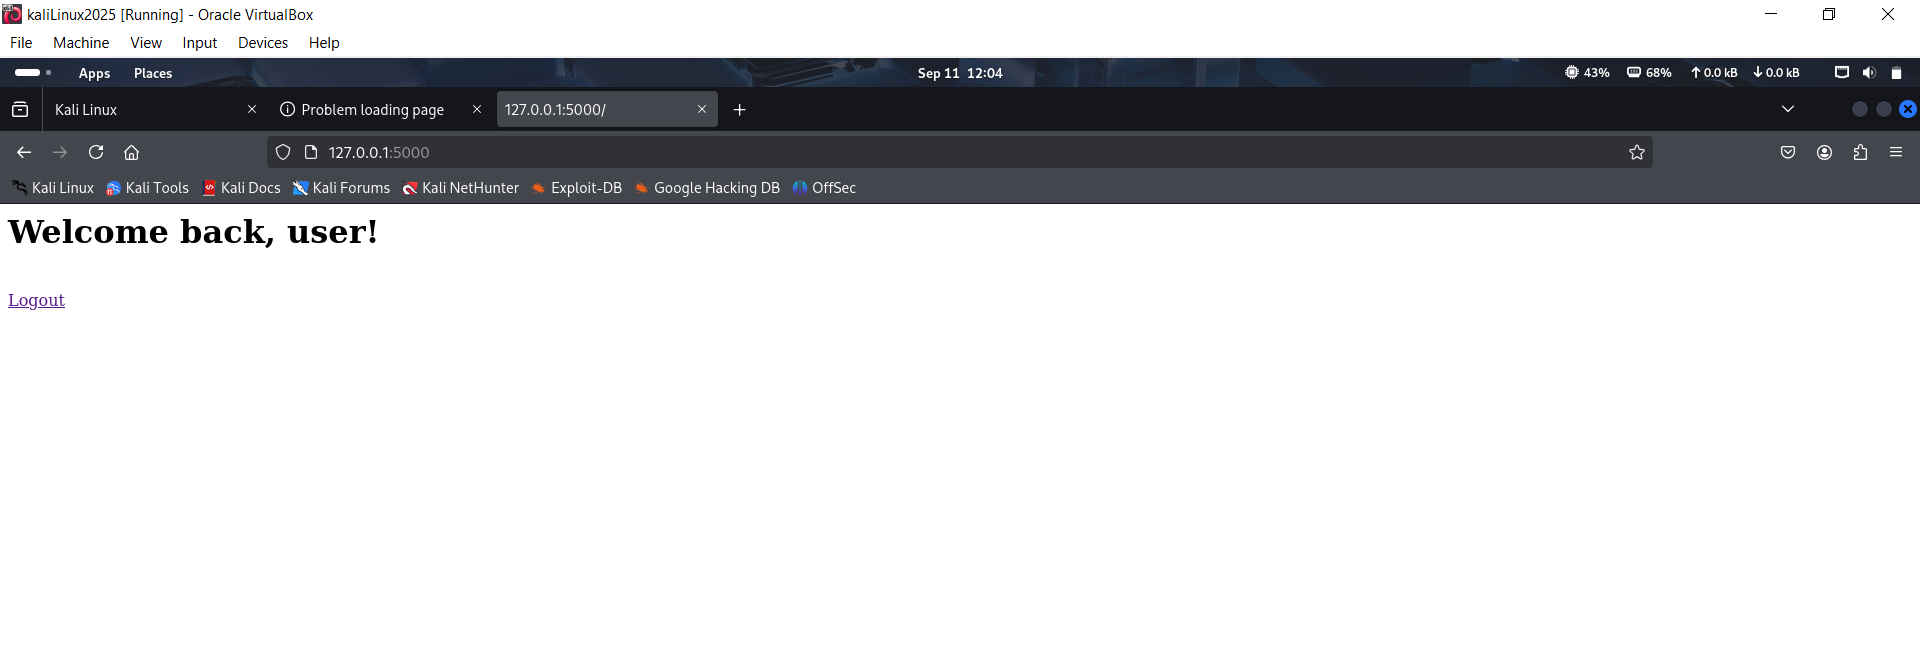 kaliLinux2025 [Running] - Oracle VirtualBox
File Machine View Input Devices Help
Apps Places Sep 11 12:04 43% 68% 0.0 kB 0.0 kB
Kali Linux Problem loading page 127.0.0.1:5000/
127.0.0.1:5000
Kali Linux Kali Tools Kali Docs Kali Forums Kali NetHunter Exploit-DB Google Hacking DB OffSec
Welcome back, user!
Logout